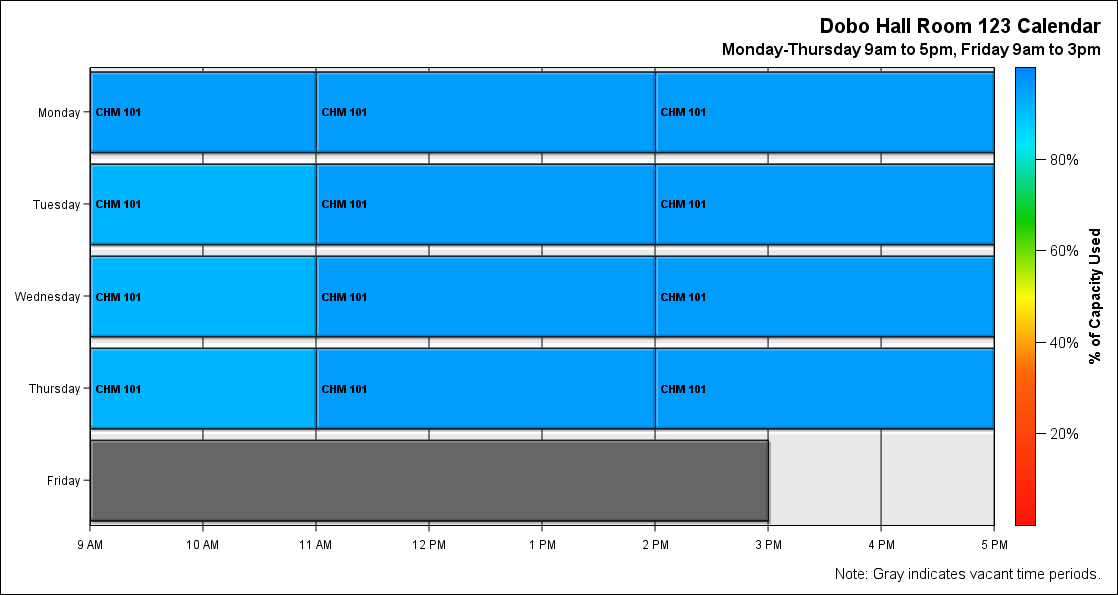 Dobo Hall Room 123 Calendar
Monday-Thursday 9am to 5pm, Friday 9am to 3pm
Monday
CHM 101
CHM 101
CHM 101
Tuesday
CHM 101
CHM 101
CHM 101
Wednesday
CHM 101
CHM 101
CHM 101
Thursday
CHM 101
CHM 101
CHM 101
Friday
9 AM
10 AM
11 AM
12 PM
1 PM
2 PM
3 PM
4 PM
5 PM
80%
60%
40%
20%
% of Capacity Used
Note: Gray indicates vacant time periods.